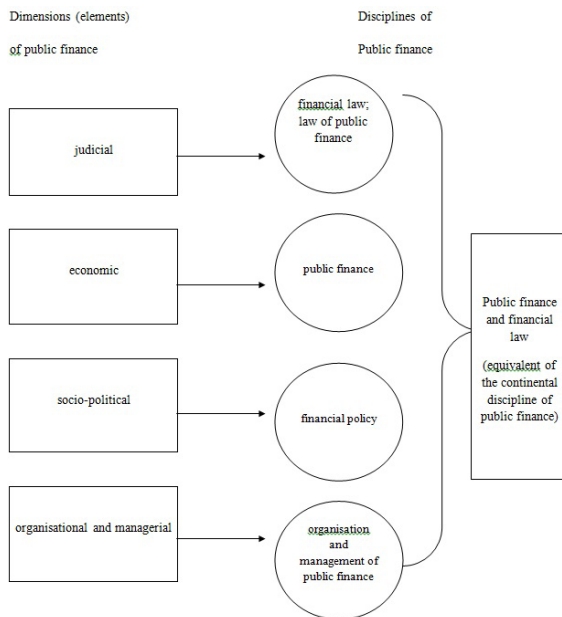 Dimensions (elements)
of public finance
Disciplines of
Public finance
judicial
financial law;
law of public
finance
economic
public finance
socio-political
financial policy
organisational and managerial
organisation
and
management of
public finance
Public finance
and financial
law
(equivalent of
the continental
discipline of
public finance)